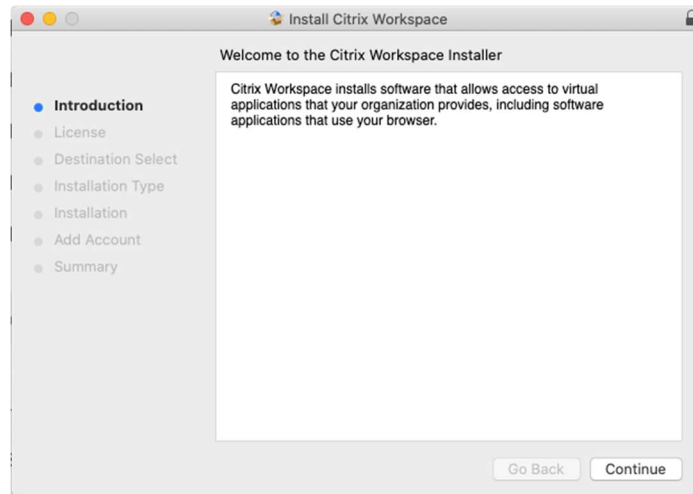 Install Citrix Workspace
Welcome to the Citrix Workspace Installer
Introduction
License
Destination Select
Installation Type
Installation
Add Account
Summary
Citrix Workspace installs software that allows access to virtual
applications that your organization provides, including software
applications that use your browser.
Go Back
Continue